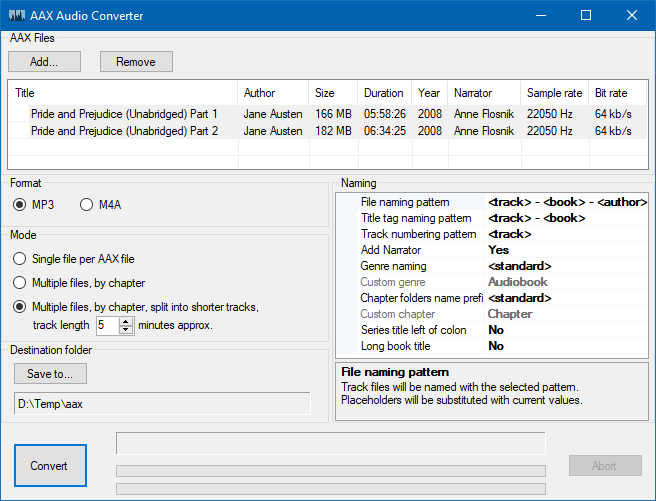 AAX Audio Converter
AAX Files
Add...
Remove
Title Author Size Duration Year Narrator Sample rate Bit rate
Pride and Prejudice (Unabridged) Part 1 Jane Austen 166 MB 05:58:26 2008 Anne Flosnik 22050 Hz 64 kb/s
Pride and Prejudice (Unabridged) Part 2 Jane Austen 182 MB 06:34:25 2008 Anne Flosnik 22050 Hz 64 kb/s
Format
MP3 M4A
Mode
Single file per AAX file
Multiple files, by chapter
Multiple files, by chapter, split into shorter tracks,
track length 5 minutes approx.
Destination folder
Save to...
D:\Temp\aax
Naming
File naming pattern <track> - <book> - <author>
Title tag naming pattern <track> - <book>
Track numbering pattern <track>
Add Narrator Yes
Genre naming <standard>
Custom genre Audiobook
Chapter folders name prefi <standard>
Custom chapter Chapter
Series title left of colon No
Long book title No
File naming pattern
Track files will be named with the selected pattern.
Placeholders will be substituted with current values.
Convert
Abort